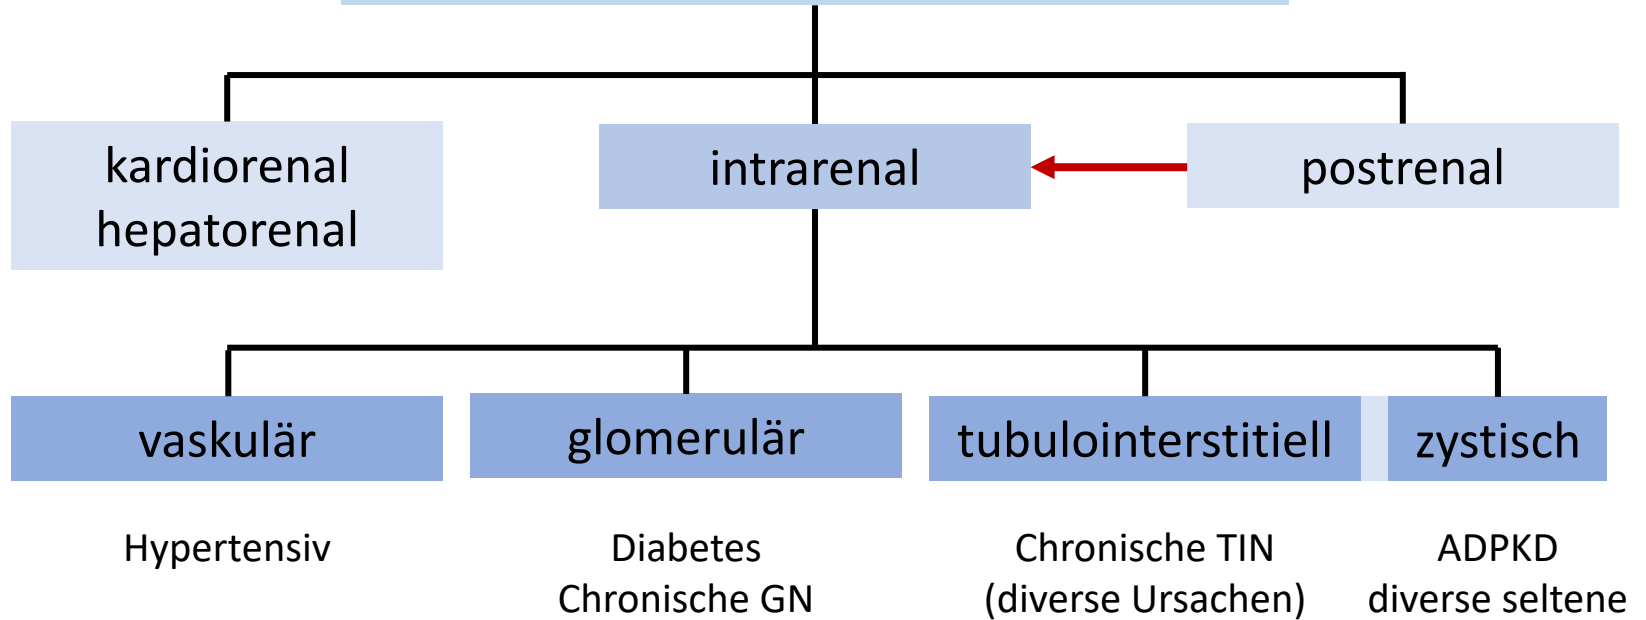 kardiorenal
hepatorenal
intrarenal
postrenal
vaskulär
glomerulär
tubulointerstitiell
zystisch
Hypertensiv
Diabetes
Chronische GN
Chronische TIN
(diverse Ursachen)
ADPKD
diverse seltene